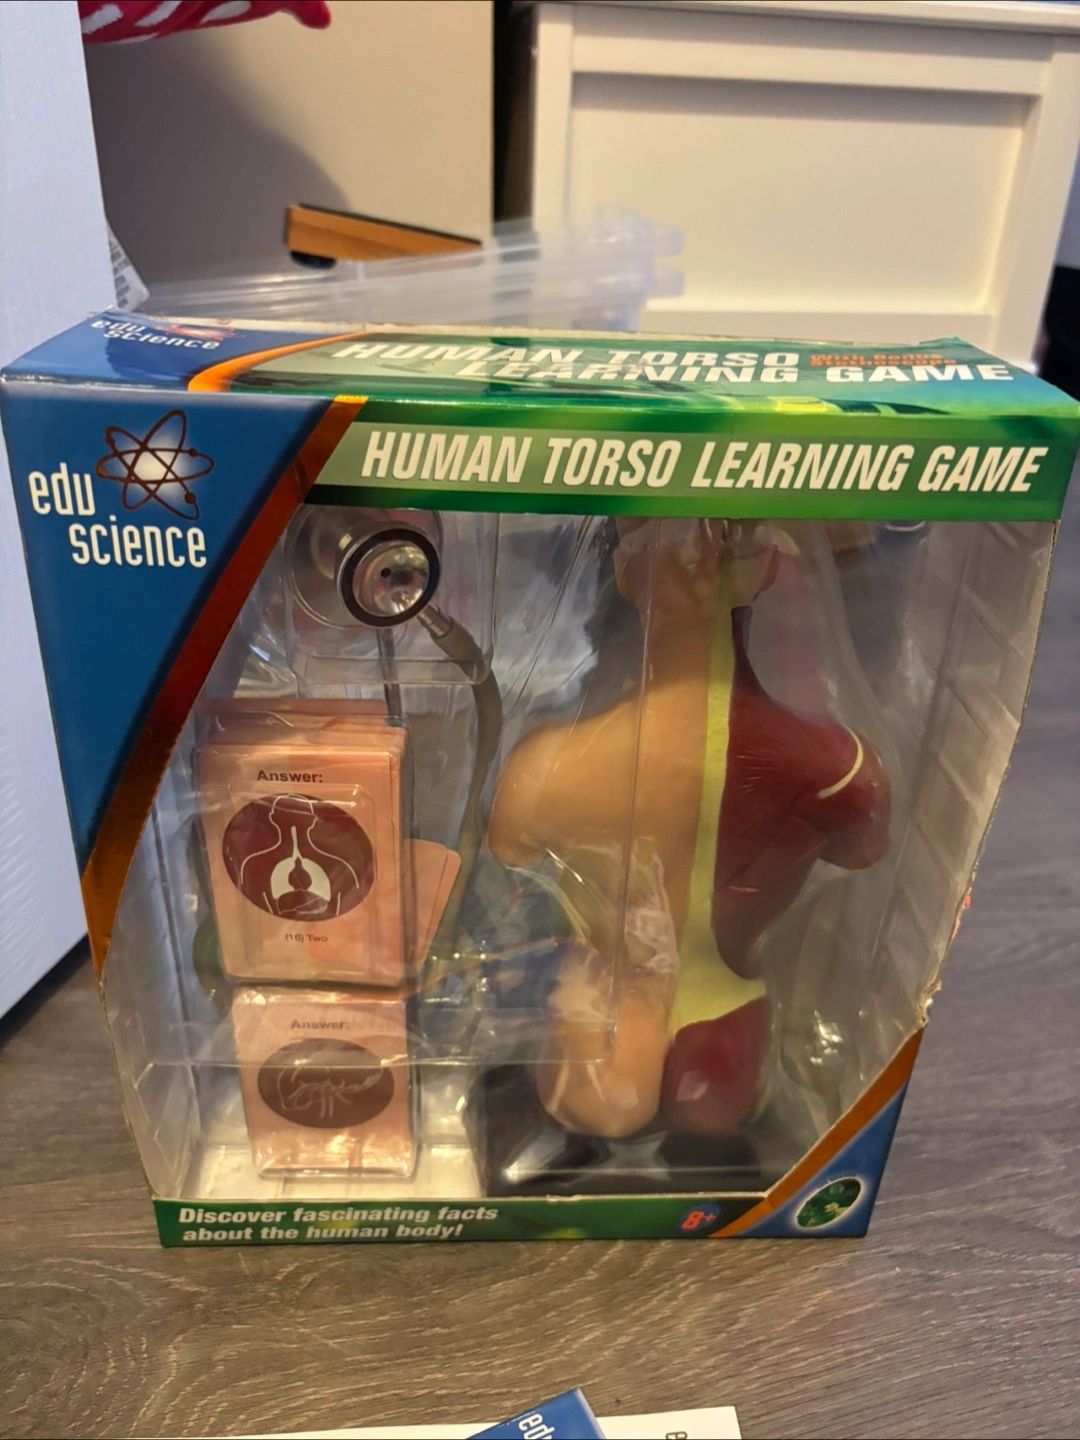 edu
science
HUMAN TORSO
LEARNING GAME
edu
science
HUMAN TORSO LEARNING GAME
Answer:
(16) Two
Answer:
Discover fascinating facts
about the human body!
8+
edu